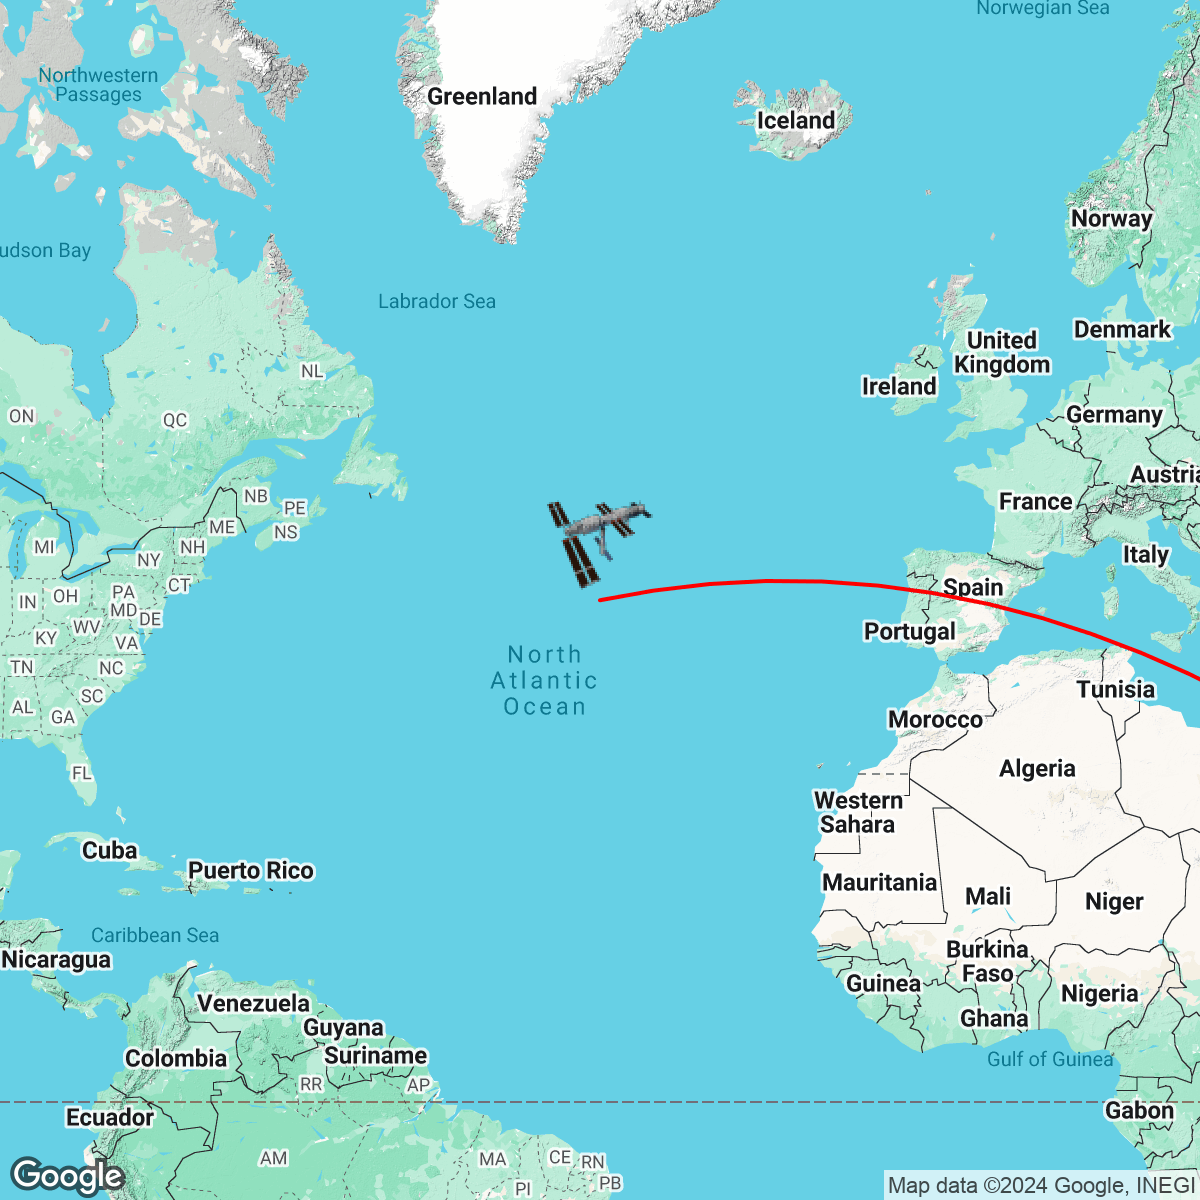 Norwegian Sea
Northwestern
Passages
Greenland
Iceland
Norway
udson Bay
Labrador Sea
Denmark
United
Kingdom
Ireland
NL
ON
QC
Germany
Austria
France
NB
PE
ME
NS
MI
NH
NY
Italy
CT
Spain
PA
OH
IN
MD
DE
WV
KY
VA
Portugal
North
Atlantic
Ocean
TN
NC
SC
AL
GA
Tunisia
Morocco
FL
Algeria
Western
Sahara
Cuba
Puerto Rico
Mauritania
Mali
Niger
Caribbean Sea
Nicaragua
Burkina
Faso
Guinea
Nigeria
Venezuela
Guyana
Ghana
Suriname
Colombia
Gulf of Guinea
RR
AP
Ecuador
Gabon
AM
MA
CE
RN
PI
PB
Google
Map data ©2024 Google, INEGI